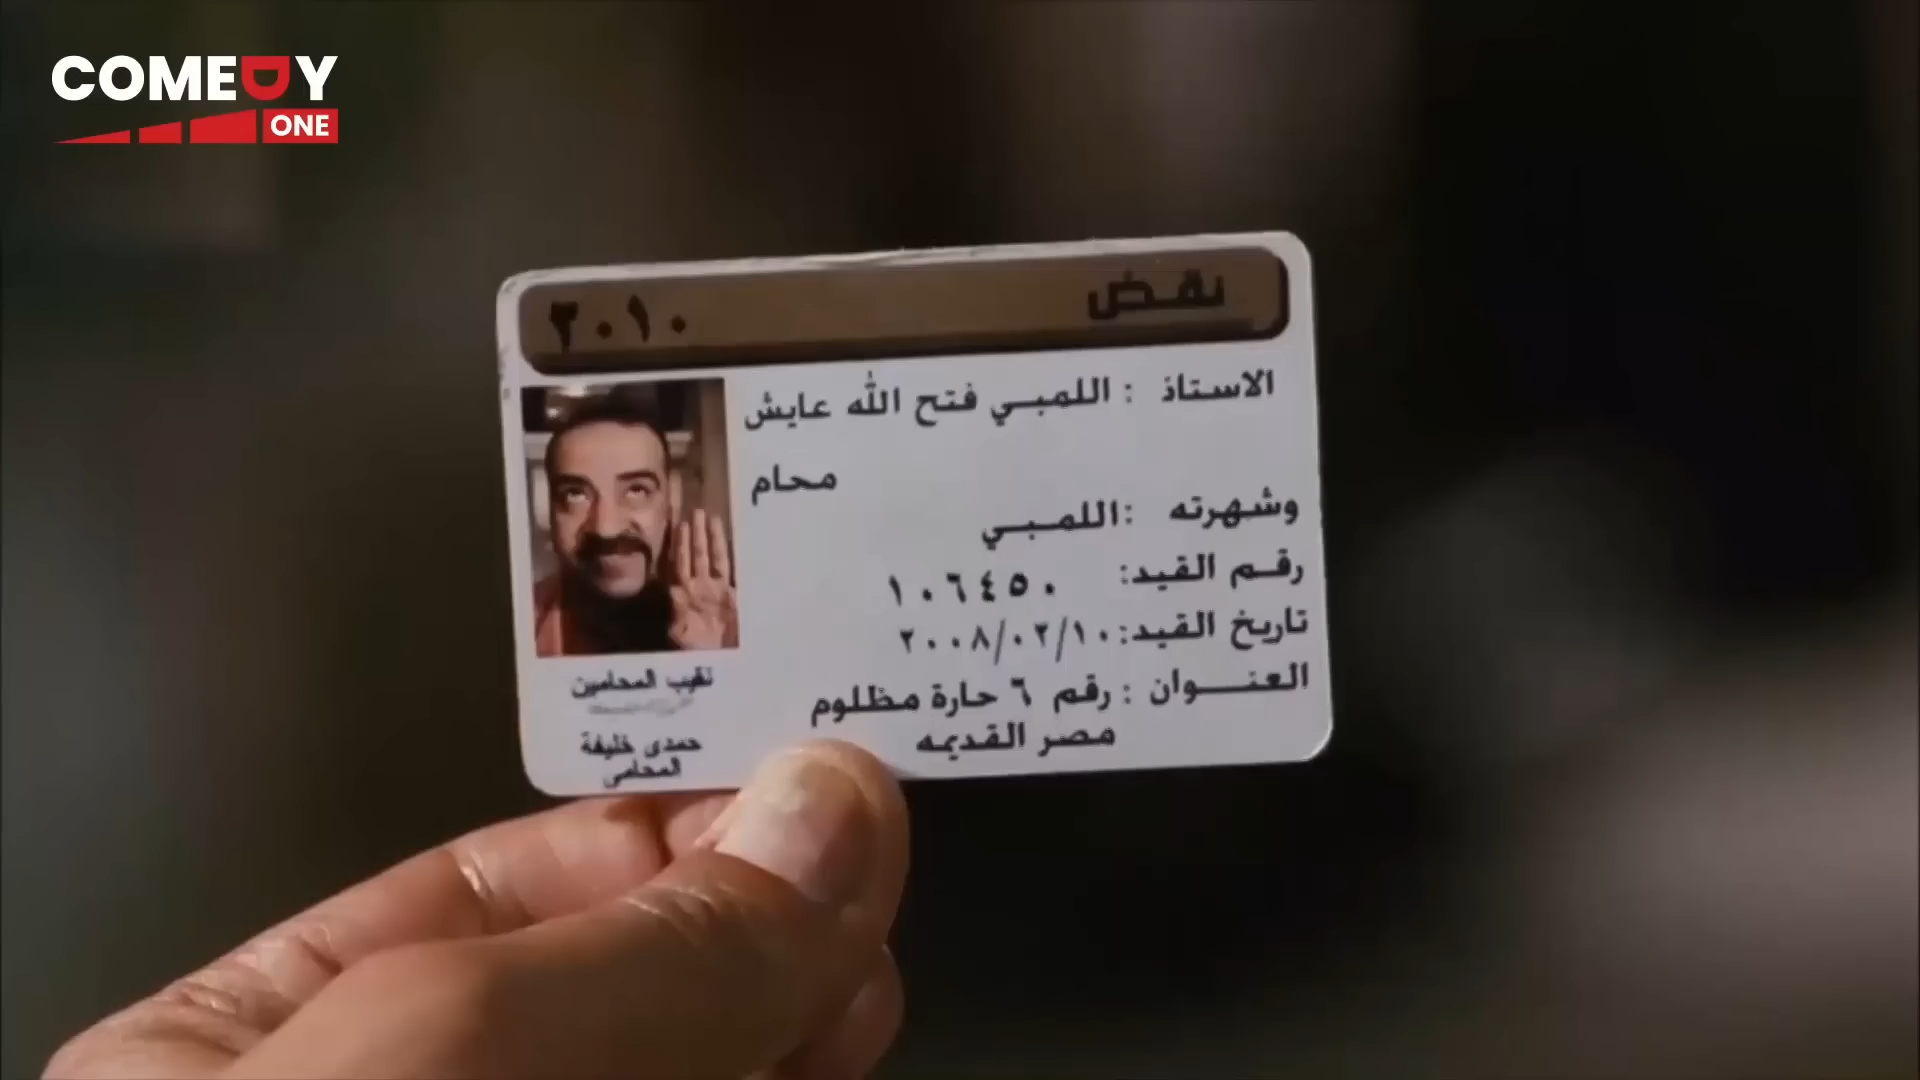 COMEDY
ONE
نقض
٢٠١٠
الاستاذ : اللمبي فتح الله عايش
محام
وشهرته : اللمبي
رقم القيد: ١٠٦٤٥٠
تاريخ القيد: ٢٠٠٨/٠٢/١٠
العنوان : رقم ٦ حارة مظلوم
مصر القديمه
نقيب المحامين
حمدى خليفة
المحامى